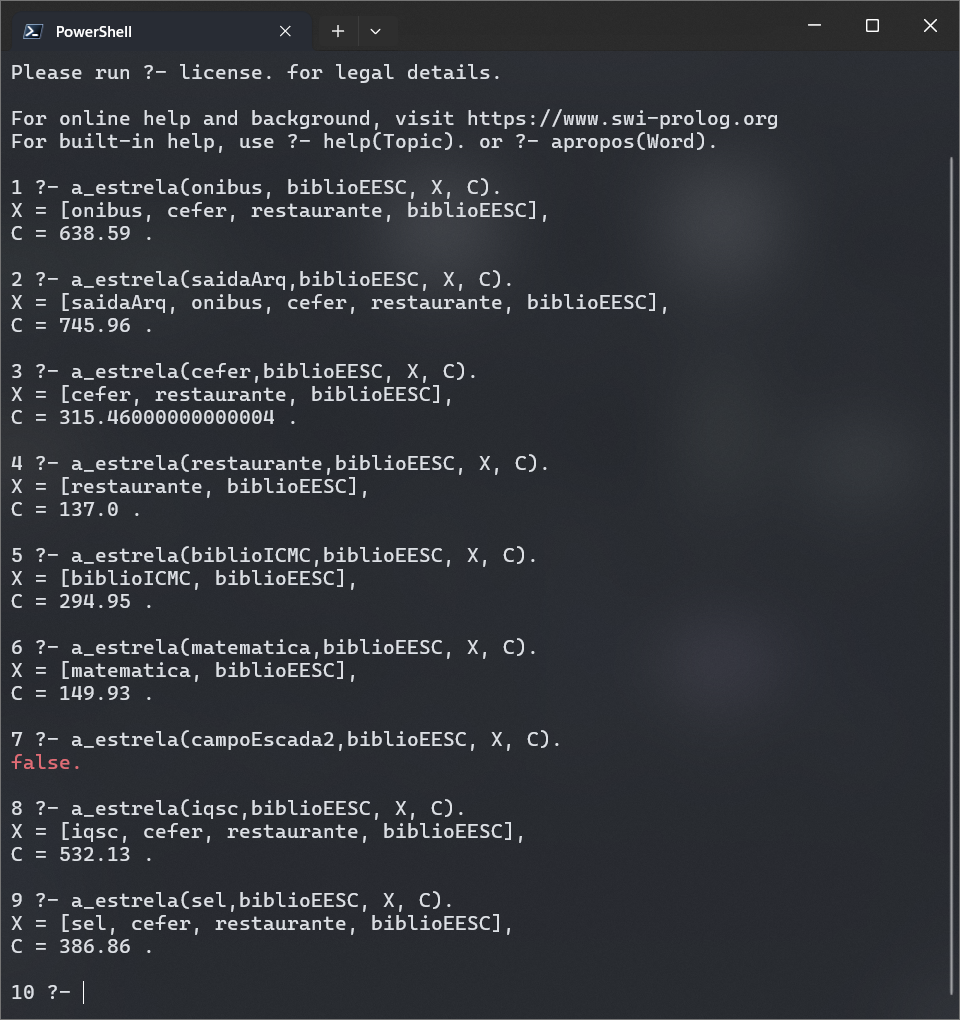 PowerShell
Please run ?- license. for legal details.
For online help and background, visit https://www.swi-prolog.org
For built-in help, use ?- help(Topic). or ?- apropos(Word).
1 ?- a_estrela(onibus, biblioEESC, X, C).
X = [onibus, cefer, restaurante, biblioEESC],
C = 638.59 .
2 ?- a_estrela(saidaArq,biblioEESC, X, C).
X = [saidaArq, onibus, cefer, restaurante, biblioEESC],
C = 745.96 .
3 ?- a_estrela(cefer,biblioEESC, X, C).
X = [cefer, restaurante, biblioEESC],
C = 315.46000000000004 .
4 ?- a_estrela(restaurante,biblioEESC, X, C).
X = [restaurante, biblioEESC],
C = 137.0 .
5 ?- a_estrela(biblioICMC,biblioEESC, X, C).
X = [biblioICMC, biblioEESC],
C = 294.95 .
6 ?- a_estrela(matematica,biblioEESC, X, C).
X = [matematica, biblioEESC],
C = 149.93 .
7 ?- a_estrela(campoEscada2,biblioEESC, X, C).
false.
8 ?- a_estrela(iqsc,biblioEESC, X, C).
X = [iqsc, cefer, restaurante, biblioEESC],
C = 532.13 .
9 ?- a_estrela(sel,biblioEESC, X, C).
X = [sel, cefer, restaurante, biblioEESC],
C = 386.86 .
10 ?-